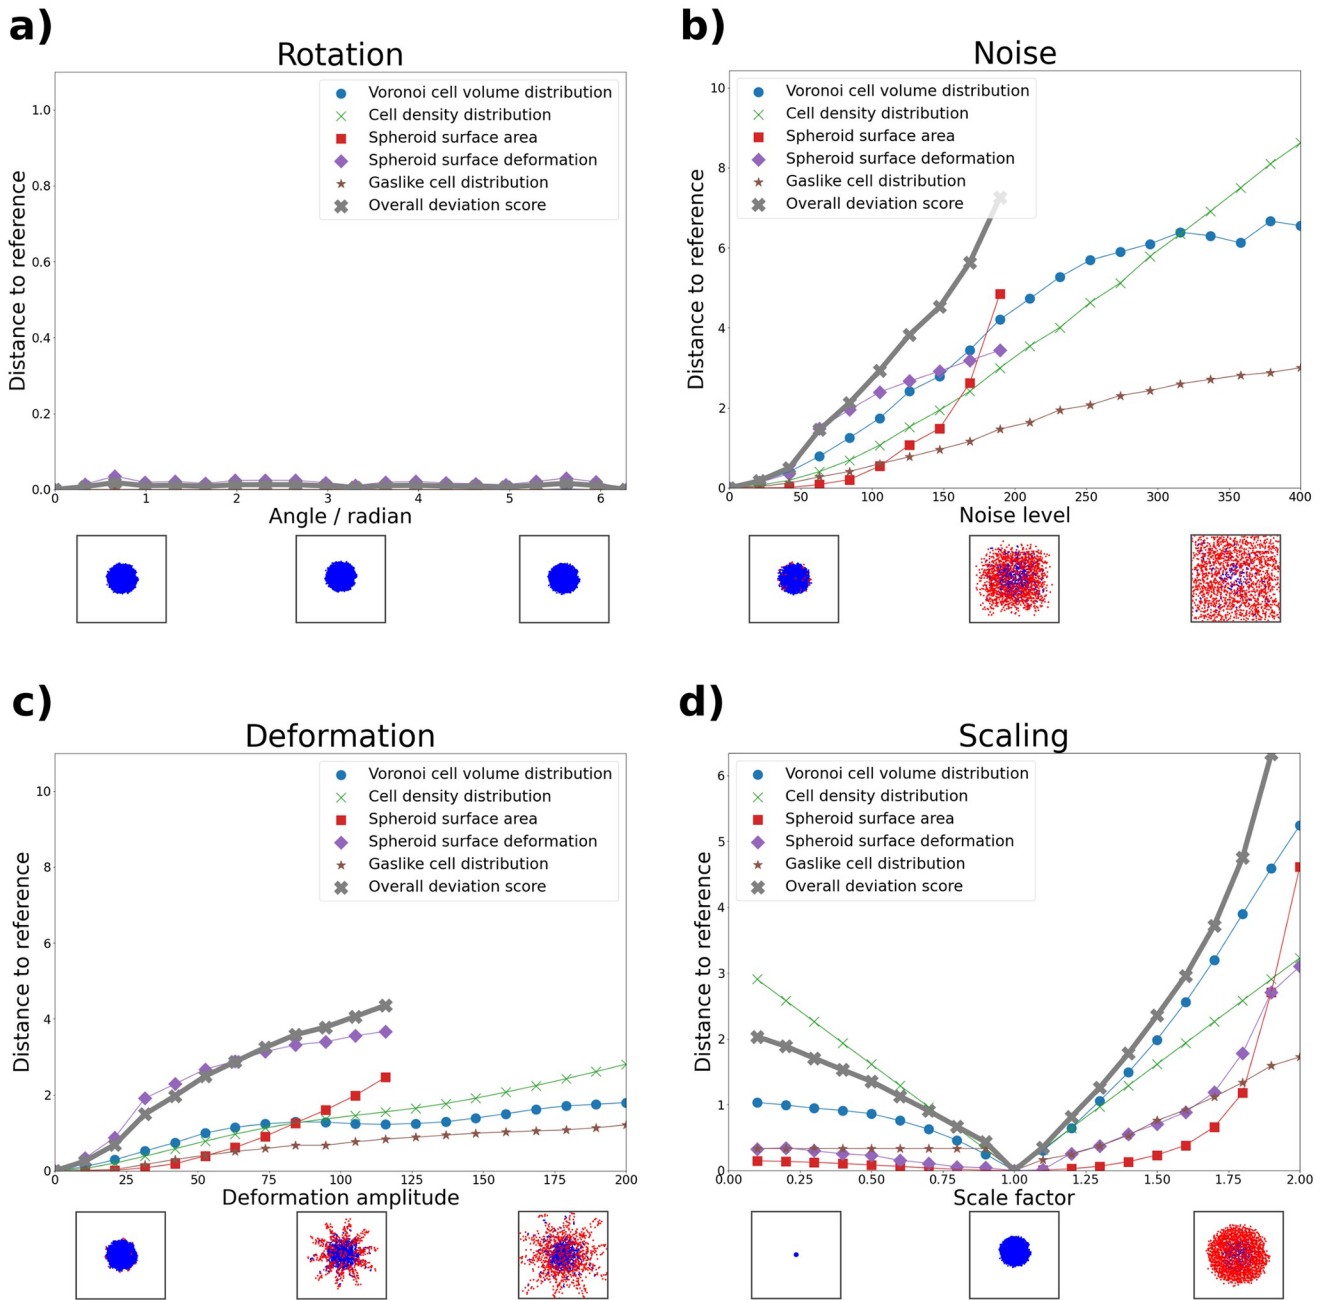 a)
Rotation
Distance to reference
1.0
0.8
0.6
0.4
0.2
0.0
Voronoi cell volume distribution
Cell density distribution
Spheroid surface area
Spheroid surface deformation
Gaslike cell distribution
Overall deviation score
0 1 2 3 4 5 6
Angle / radian
b)
Noise
Distance to reference
10
8
6
4
2
0
Voronoi cell volume distribution
Cell density distribution
Spheroid surface area
Spheroid surface deformation
Gaslike cell distribution
Overall deviation score
0 50 100 150 200 250 300 350 400
Noise level
c)
Deformation
Distance to reference
10
8
6
4
2
0
Voronoi cell volume distribution
Cell density distribution
Spheroid surface area
Spheroid surface deformation
Gaslike cell distribution
Overall deviation score
0 25 50 75 100 125 150 175 200
Deformation amplitude
d)
Scaling
Distance to reference
6
5
4
3
2
1
0
Voronoi cell volume distribution
Cell density distribution
Spheroid surface area
Spheroid surface deformation
Gaslike cell distribution
Overall deviation score
0.00 0.25 0.50 0.75 1.00 1.25 1.50 1.75 2.00
Scale factor